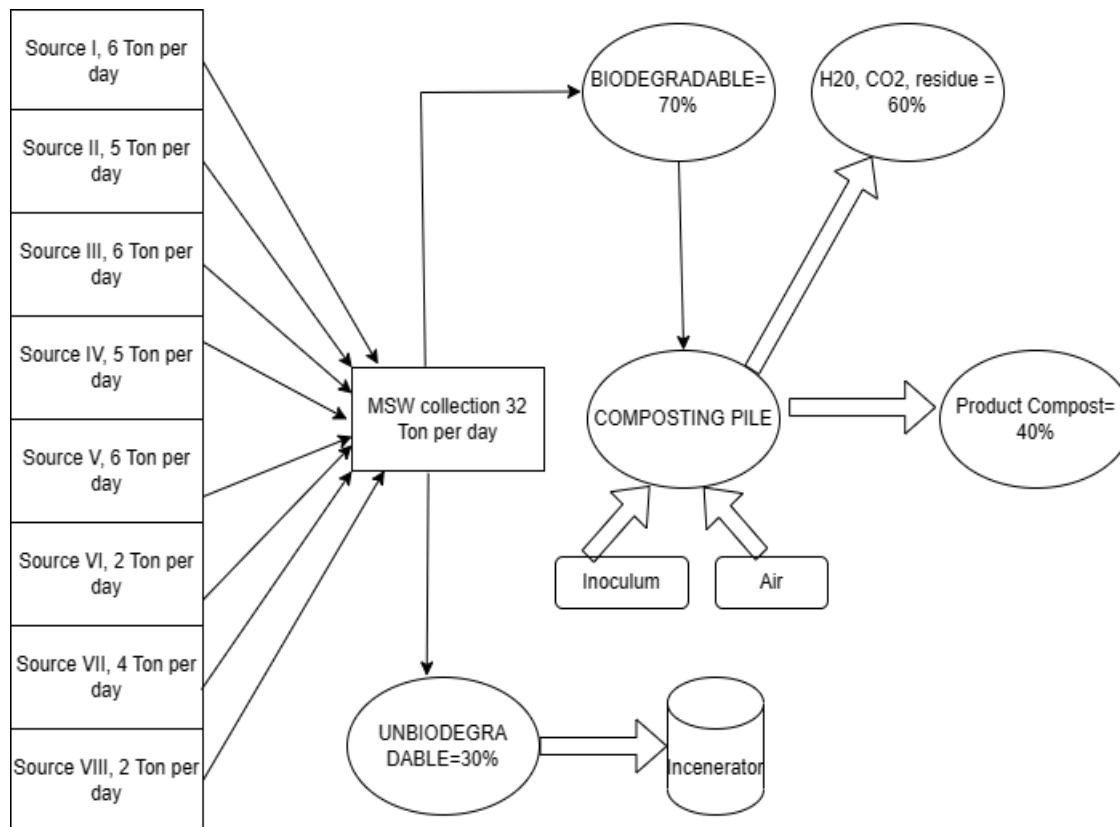 Source I, 6 Ton per
day
Source II, 5 Ton per
day
Source III, 6 Ton per
day
Source IV, 5 Ton per
day
Source V, 6 Ton per
day
Source VI, 2 Ton per
day
Source VII, 4 Ton per
day
Source VIII, 2 Ton per
day
MSW collection 32
Ton per day
BIODEGRADABLE=
70%
H20, CO2, residue =
60%
COMPOSTING PILE
Product Compost=
40%
Inoculum
Air
UNBIODEGRA
DABLE=30%
Incenerator